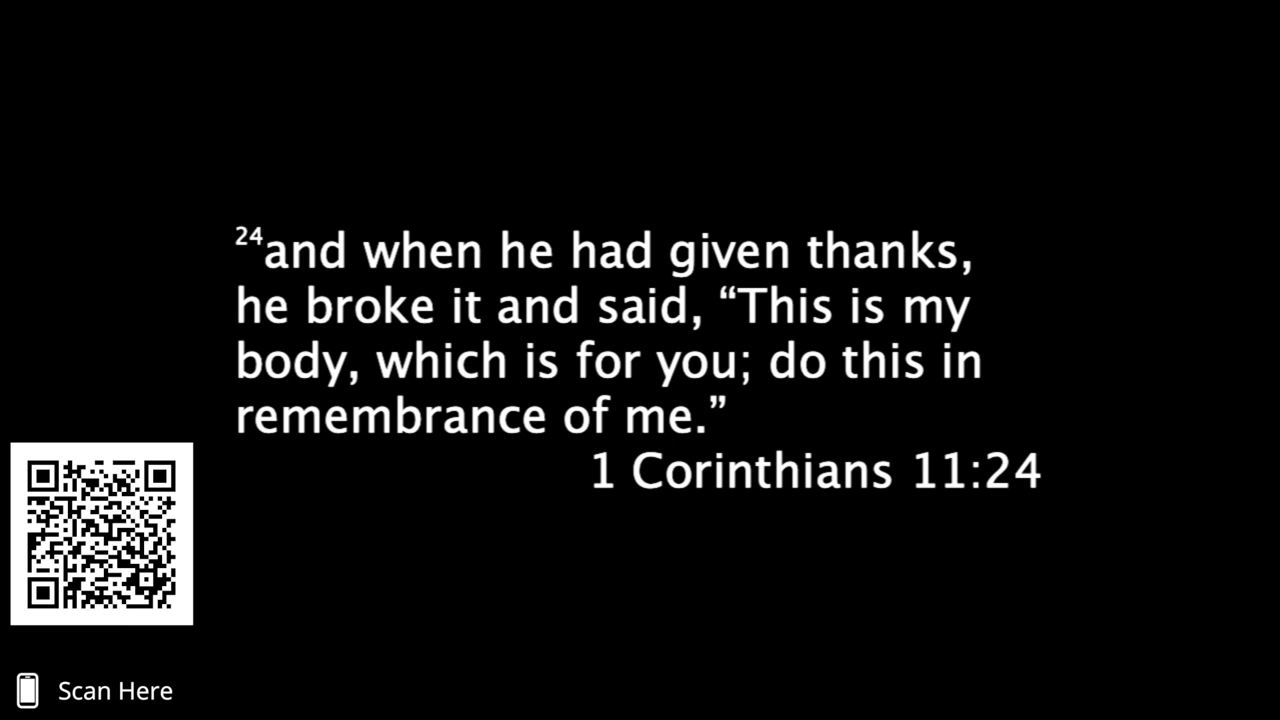 ²⁴and when he had given thanks,
he broke it and said, “This is my
body, which is for you; do this in
remembrance of me.”
1 Corinthians 11:24
Scan Here